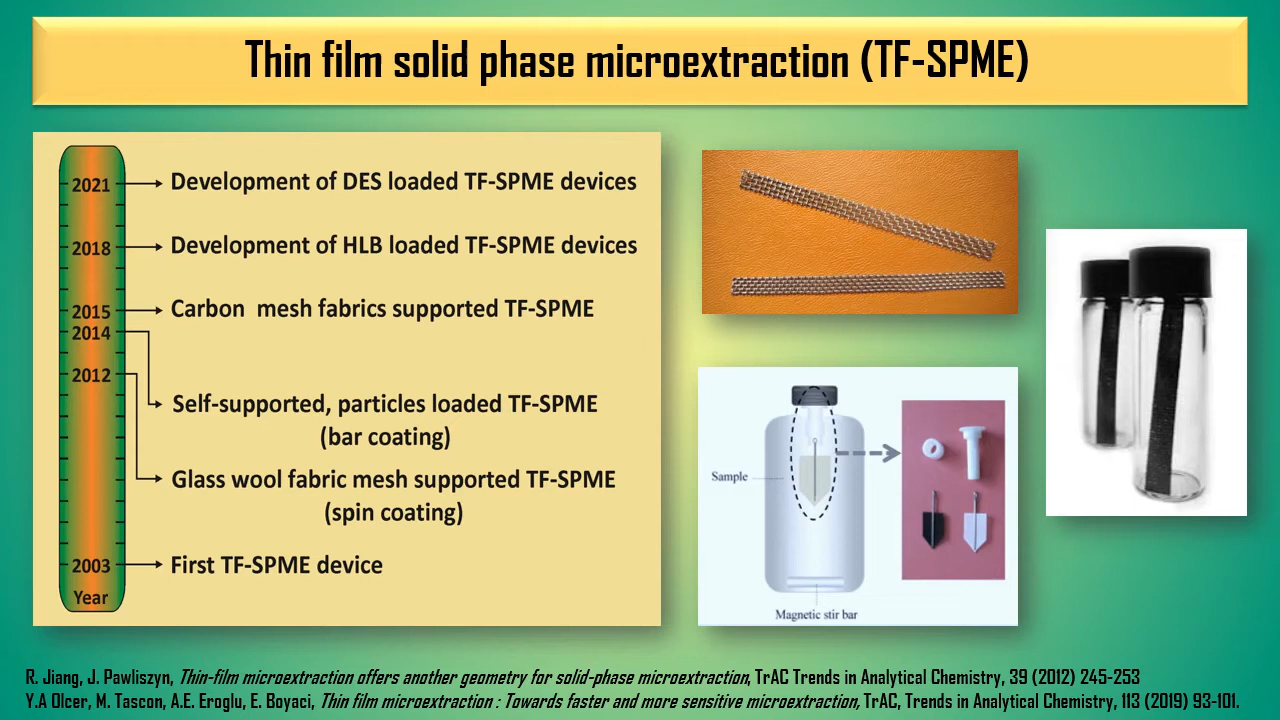 Thin film solid phase microextraction (TF-SPME)
2021
Development of DES loaded TF-SPME devices
2018
Development of HLB loaded TF-SPME devices
2015
Carbon mesh fabrics supported TF-SPME
2014
2012
Self-supported, particles loaded TF-SPME
(bar coating)
Glass wool fabric mesh supported TF-SPME
(spin coating)
2003
First TF-SPME device
Year
Sample
Magnetic stir bar
R. Jiang, J. Pawliszyn, Thin-film microextraction offers another geometry for solid-phase microextraction, TrAC Trends in Analytical Chemistry, 39 (2012) 245-253
Y.A Olcer, M. Tascon, A.E. Eroglu, E. Boyaci, Thin film microextraction : Towards faster and more sensitive microextraction, TrAC, Trends in Analytical Chemistry, 113 (2019) 93-101.